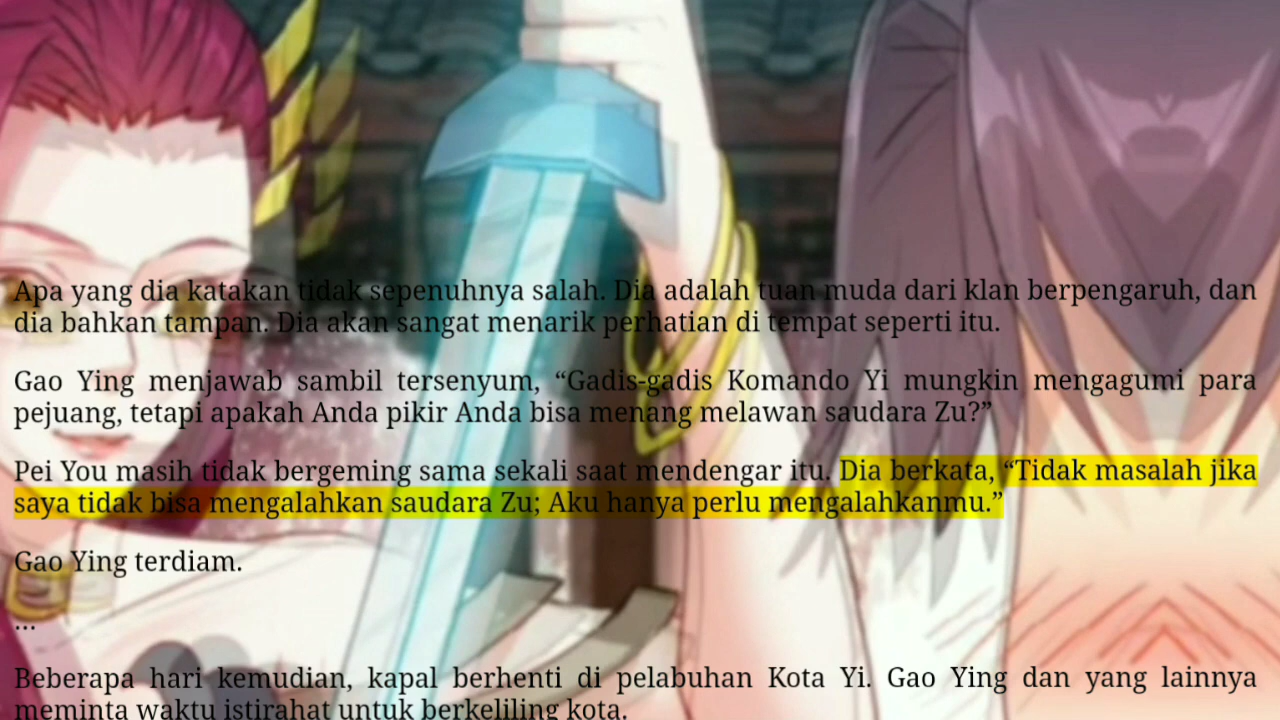 Apa yang dia katakan tidak sepenuhnya salah. Dia adalah tuan muda dari klan berpengaruh, dan
dia bahkan tampan. Dia akan sangat menarik perhatian di tempat seperti itu.
Gao Ying menjawab sambil tersenyum, “Gadis-gadis Komando Yi mungkin mengagumi para
pejuang, tetapi apakah Anda pikir Anda bisa menang melawan saudara Zu?”
Pei You masih tidak bergeming sama sekali saat mendengar itu. Dia berkata, “Tidak masalah jika
saya tidak bisa mengalahkan saudara Zu; Aku hanya perlu mengalahkanmu.”
Gao Ying terdiam.
…
Beberapa hari kemudian, kapal berhenti di pelabuhan Kota Yi. Gao Ying dan yang lainnya
meminta waktu istirahat untuk berkeliling kota.